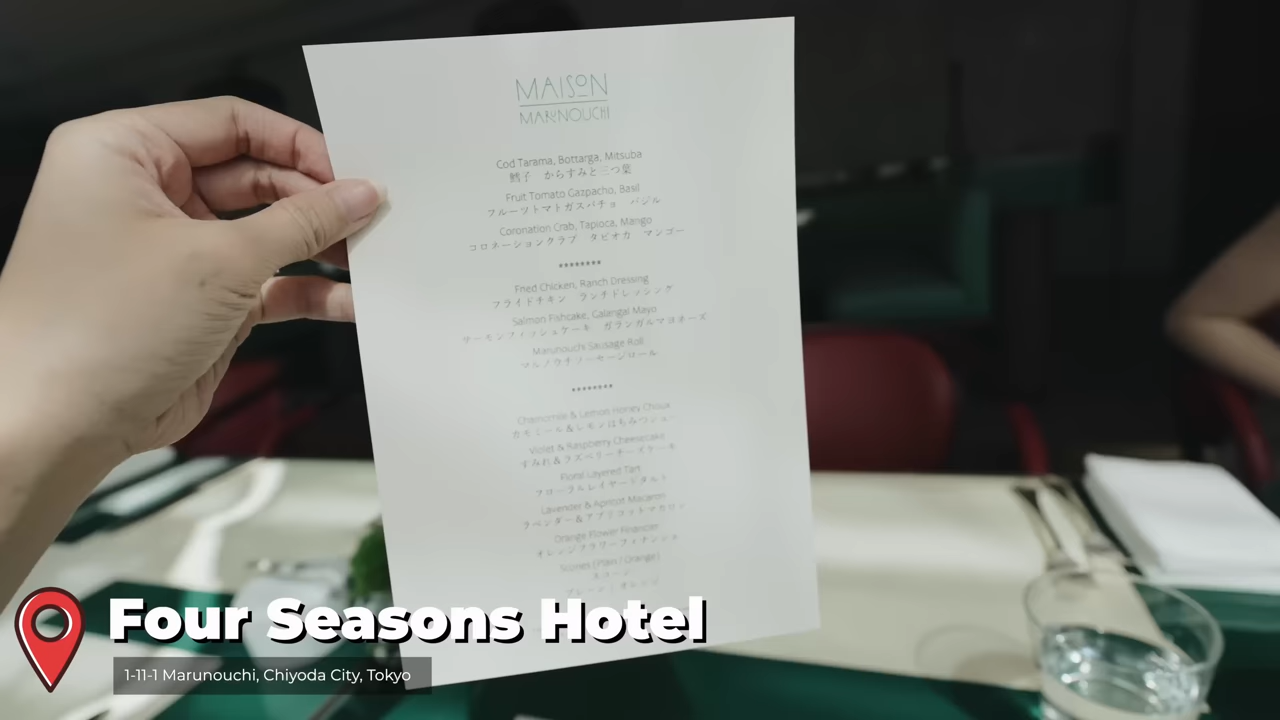 MAISON
MARUNOUCHI
Cod Tarama, Bottarga, Mitsuba
鱈子 からすみと三つ葉
Fruit Tomato Gazpacho, Basil
フルーツトマトガスパチョ バジル
Coronation Crab, Tapioca, Mango
コロネーションクラブ タピオカ マンゴー
********
Fried Chicken, Ranch Dressing
フライドチキン ランチドレッシング
Salmon Fishcake, Galangal Mayo
サーモンフィッシュケーキ ガランガルマヨネーズ
Marunouchi Sausage Roll
マルノウチソーセージロール
********
Chamomile & Lemon Honey Choux
カモミール&レモンはちみつシュー
Violet & Raspberry Cheesecake
すみれ&ラズベリーチーズケーキ
Floral Layered Tart
フローラルレイヤードタルト
Lavender & Apricot Macaron
ラベンダー&アプリコットマカロン
Orange Flower Financier
オレンジフラワーフィナンシェ
Scones (Plain / Orange)
スコーン
プレーン | オレンジ
Four Seasons Hotel
1-11-1 Marunouchi, Chiyoda City, Tokyo